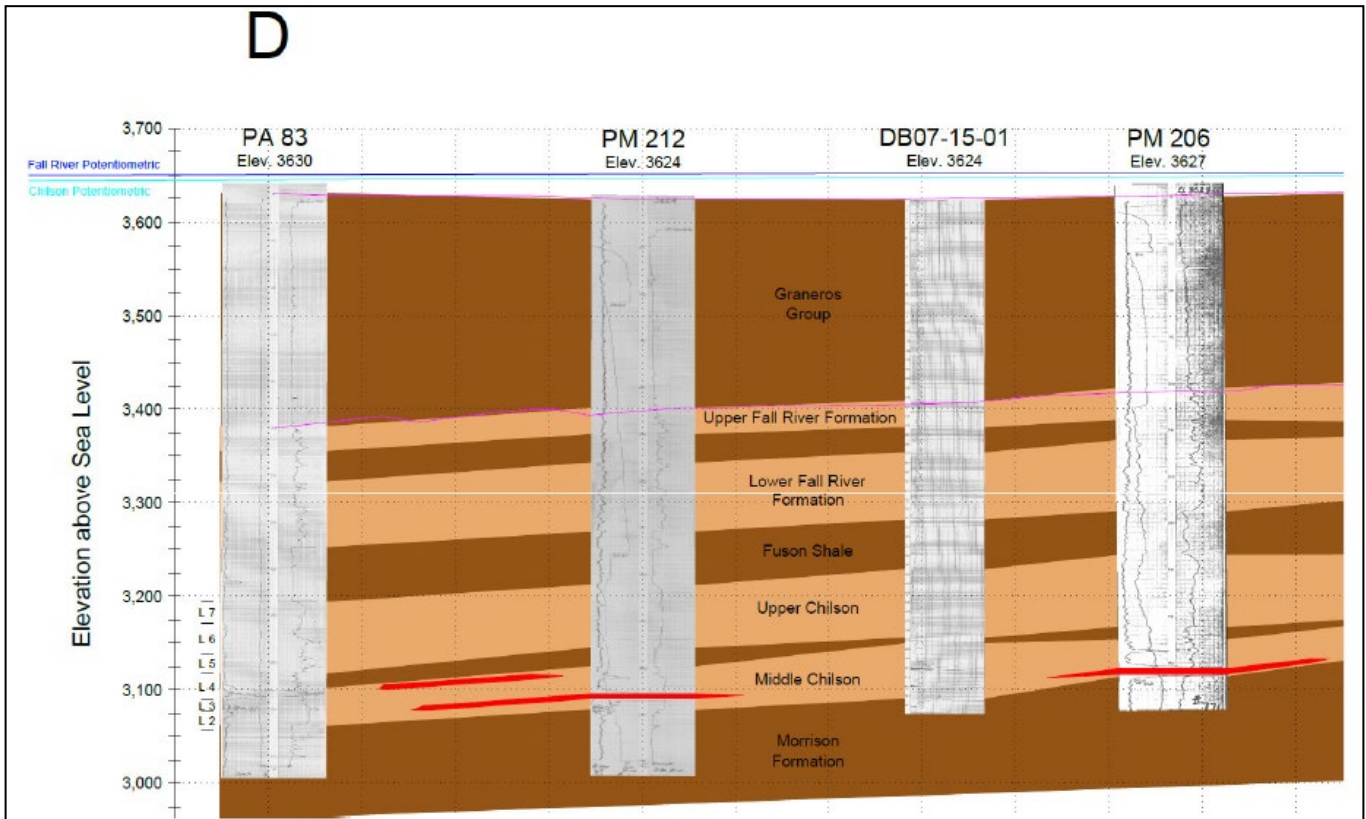 D
PA 83
Elev. 3630
PM 212
Elev. 3624
DB07-15-01
Elev. 3624
PM 206
Elev. 3627
Fall River Potentiometric
Chilson Potentiometric
Elevation above Sea Level
3,700
3,600
3,500
3,400
3,300
3,200
3,100
3,000
L 7
L 6
L 5
L 4
L 3
L 2
Graneros
Group
Upper Fall River Formation
Lower Fall River
Formation
Fuson Shale
Upper Chilson
Middle Chilson
Morrison
Formation